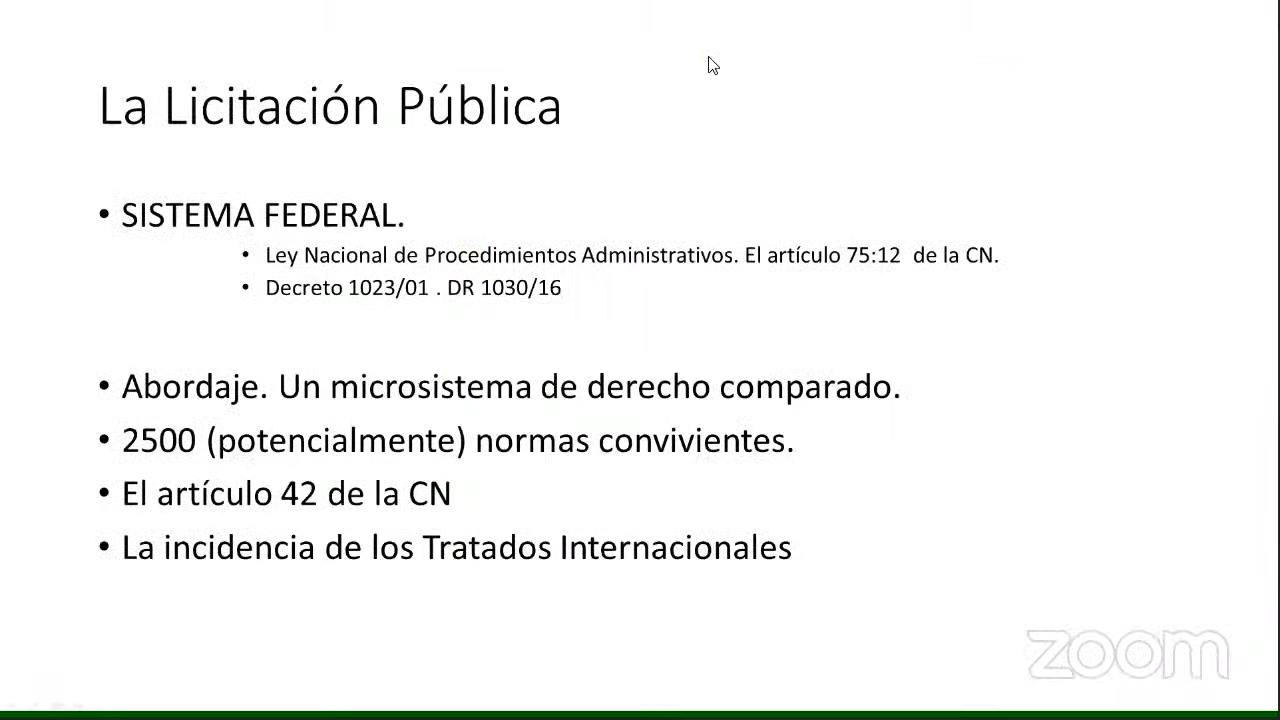 La Licitación Pública
• SISTEMA FEDERAL.
• Ley Nacional de Procedimientos Administrativos. El artículo 75:12 de la CN.
• Decreto 1023/01 . DR 1030/16
• Abordaje. Un microsistema de derecho comparado.
• 2500 (potencialmente) normas convivientes.
• El artículo 42 de la CN
• La incidencia de los Tratados Internacionales
zoom